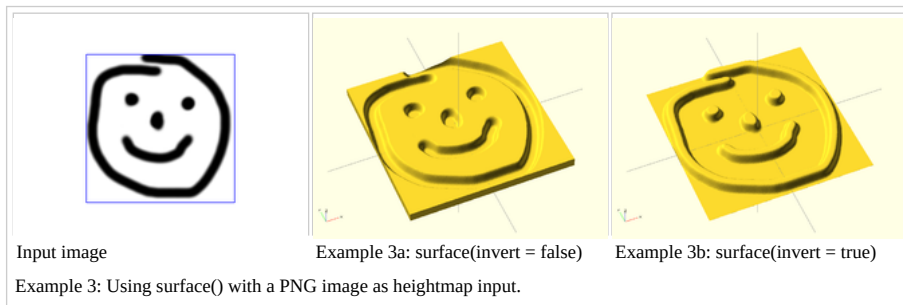 Input image
Example 3a: surface(invert = false)
Example 3b: surface(invert = true)
Example 3: Using surface() with a PNG image as heightmap input.